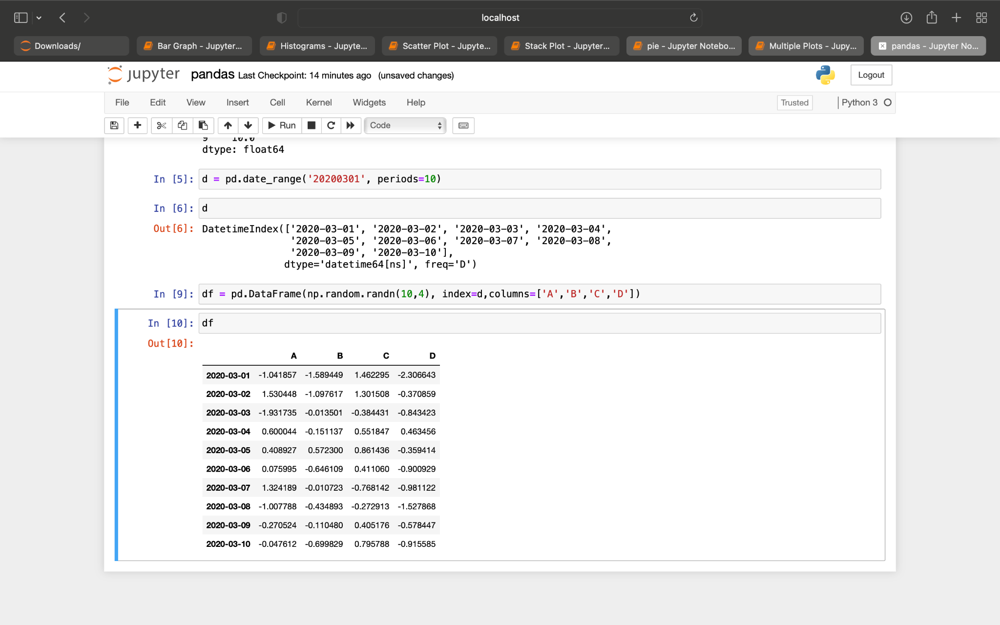 localhost
Downloads/
Bar Graph - Jupyter...
Histograms - Jupyte...
Scatter Plot - Jupyte...
Stack Plot - Jupyter...
pie - Jupyter Notebo...
Multiple Plots - Jupy...
pandas - Jupyter No...
jupyter pandas Last Checkpoint: 14 minutes ago (unsaved changes)
Logout
File Edit View Insert Cell Kernel Widgets Help
Trusted
Python 3
Run
Code
9 10.0
dtype: float64
In [5]: d = pd.date_range('20200301', periods=10)
In [6]: d
Out[6]: DatetimeIndex(['2020-03-01', '2020-03-02', '2020-03-03', '2020-03-04',
'2020-03-05', '2020-03-06', '2020-03-07', '2020-03-08',
'2020-03-09', '2020-03-10'],
dtype='datetime64[ns]', freq='D')
In [9]: df = pd.DataFrame(np.random.randn(10,4), index=d,columns=['A','B','C','D'])
In [10]: df
Out[10]:
A B C D
2020-03-01 -1.041857 -1.589449 1.462295 -2.306643
2020-03-02 1.530448 -1.097617 1.301508 -0.370859
2020-03-03 -1.931735 -0.013501 -0.384431 -0.843423
2020-03-04 0.600044 -0.151137 0.551847 0.463456
2020-03-05 0.408927 0.572300 0.861436 -0.359414
2020-03-06 0.075995 -0.646109 0.411060 -0.900929
2020-03-07 1.324189 -0.010723 -0.768142 -0.981122
2020-03-08 -1.007788 -0.434893 -0.272913 -1.527868
2020-03-09 -0.270524 -0.110480 0.405176 -0.578447
2020-03-10 -0.047612 -0.699829 0.795788 -0.915585